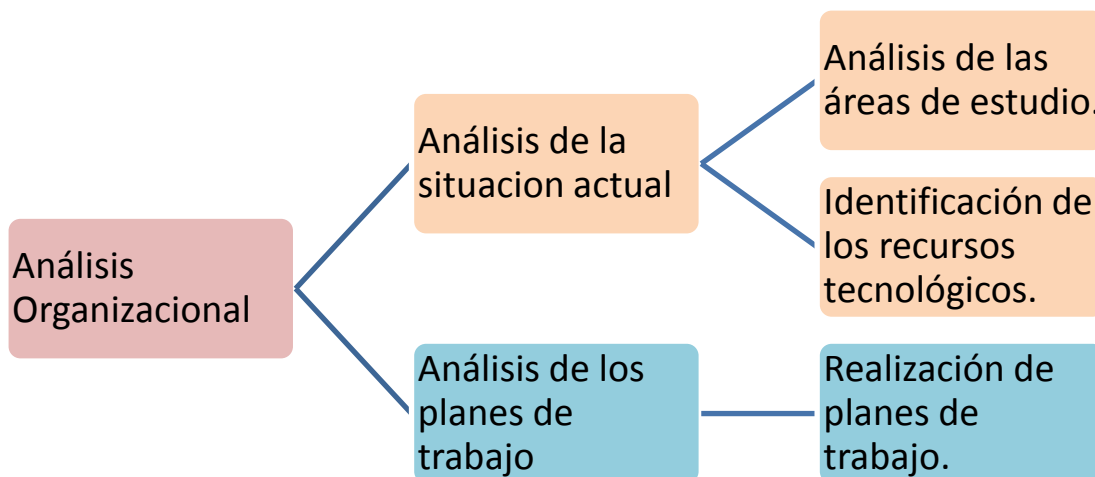 Análisis
Organizacional
Análisis de la
situacion actual
Análisis de las
áreas de estudio.
Identificación de
los recursos
tecnológicos.
Análisis de los
planes de
trabajo
Realización de
planes de
trabajo.